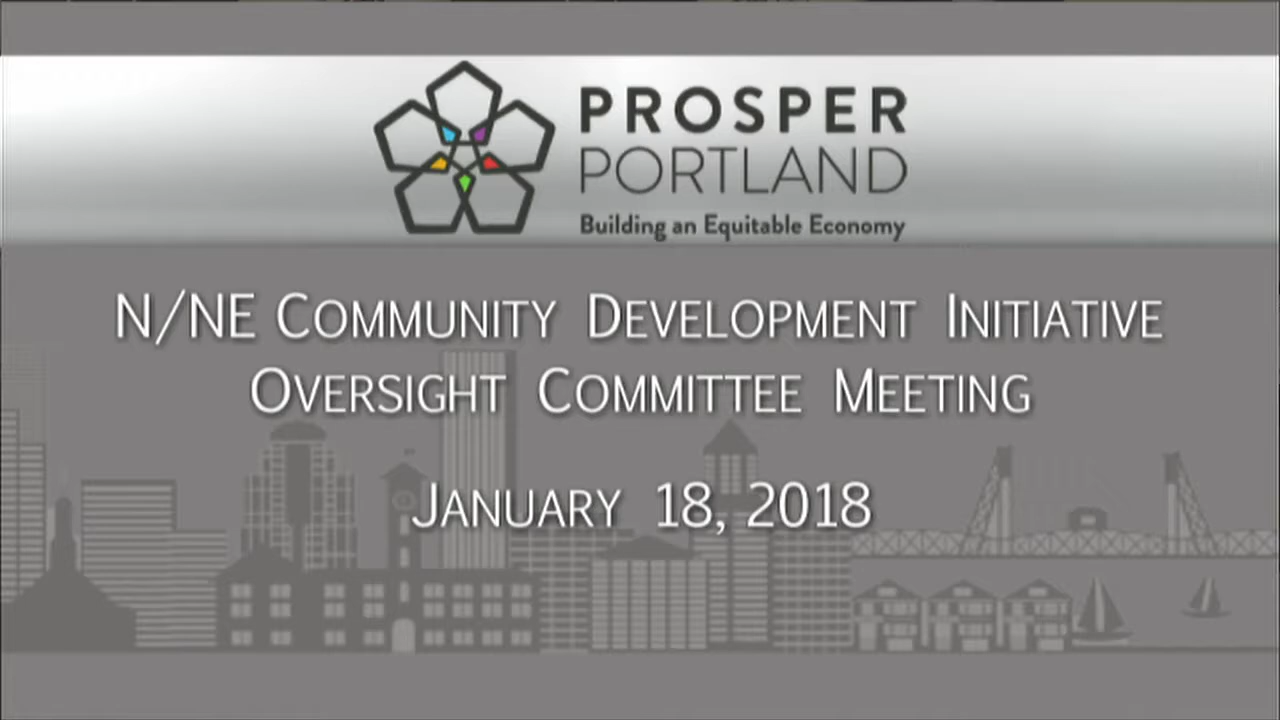 PROSPER
PORTLAND
Building an Equitable Economy
N/NE COMMUNITY DEVELOPMENT INITIATIVE
OVERSIGHT COMMITTEE MEETING
JANUARY 18, 2018